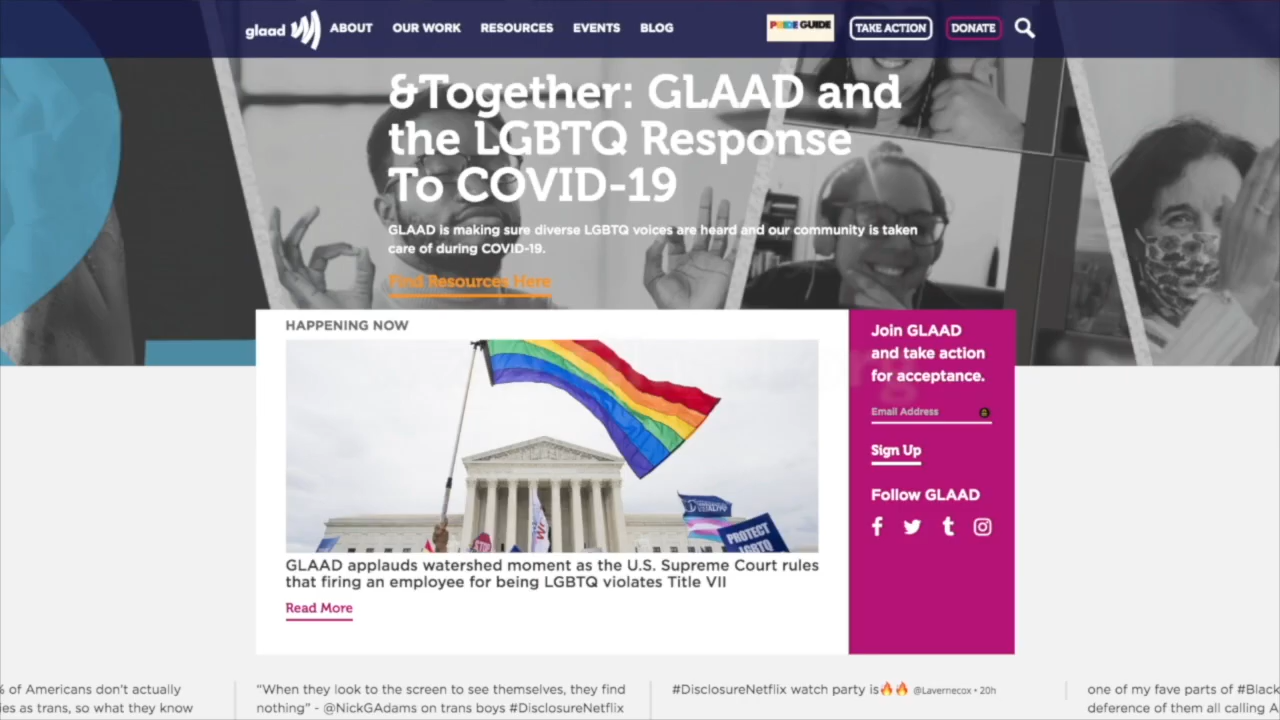 glaad
ABOUT
OUR WORK
RESOURCES
EVENTS
BLOG
PRIDE GUIDE
TAKE ACTION
DONATE
&Together: GLAAD and
the LGBTQ Response
To COVID-19
GLAAD is making sure diverse LGBTQ voices are heard and our community is taken
care of during COVID-19.
Find Resources Here
HAPPENING NOW
STOP
PROTECT
LGBTQ
GLAAD applauds watershed moment as the U.S. Supreme Court rules
that firing an employee for being LGBTQ violates Title VII
Read More
Join GLAAD
and take action
for acceptance.
Email Address
Sign Up
Follow GLAAD
% of Americans don't actually
ies as trans, so what they know
“When they look to the screen to see themselves, they find
nothing” - @NickGAdams on trans boys #DisclosureNetflix
#DisclosureNetflix watch party is🔥🔥 @Lavernecox • 20h
one of my fave parts of #Black
deference of them all calling A